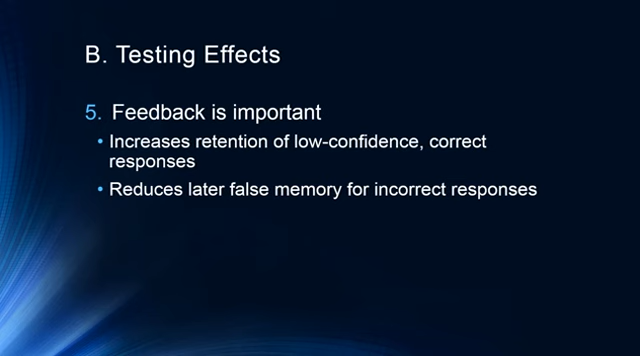 B. Testing Effects
5. Feedback is important
• Increases retention of low-confidence, correct
responses
• Reduces later false memory for incorrect responses